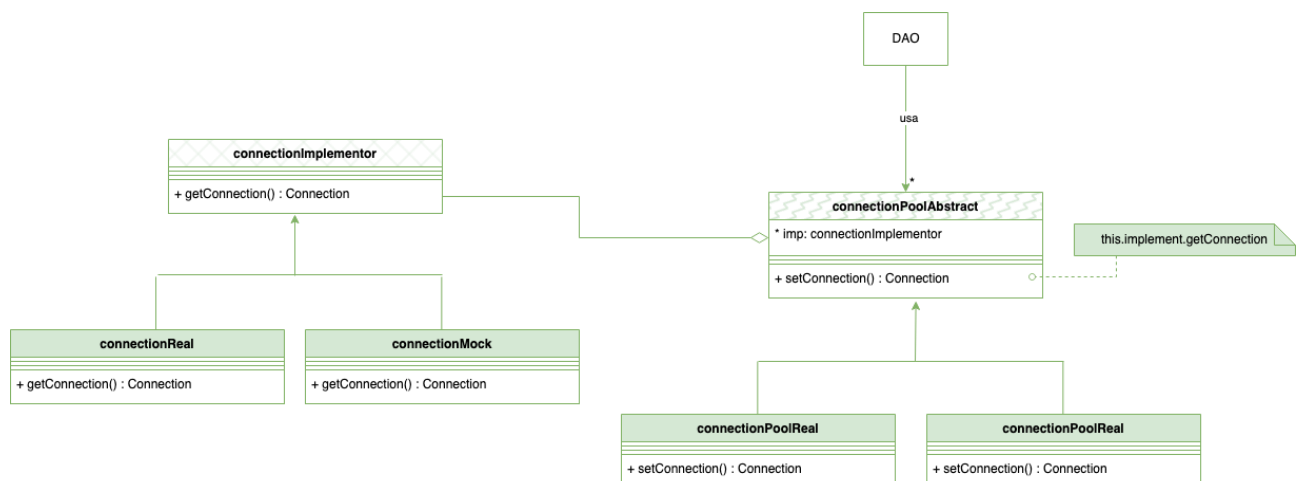 DAO
usa
*
connectionImplementor
+ getConnection() : Connection
connectionPoolAbstract
* imp: connectionImplementor
+ setConnection() : Connection
this.implement.getConnection
connectionReal
+ getConnection() : Connection
connectionMock
+ getConnection() : Connection
connectionPoolReal
+ setConnection() : Connection
connectionPoolReal
+ setConnection() : Connection